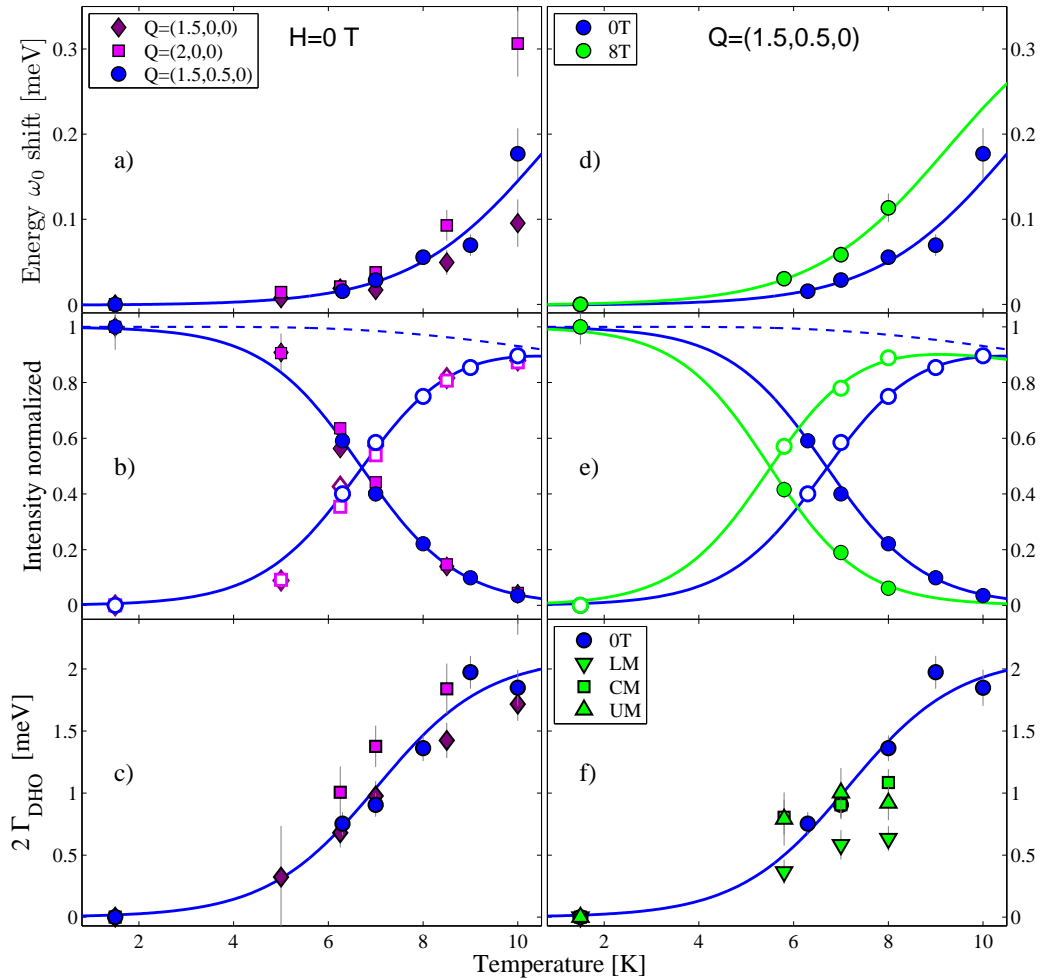 H=0 T
Q=(1.5,0.5,0)
Q=(1.5,0,0)
Q=(2,0,0)
Q=(1.5,0.5,0)
0T
8T
Energy ω₀ shift [meV]
0.3
0.2
0.1
0
a)
d)
0.3
0.2
0.1
0
Intensity normalized
1
0.8
0.6
0.4
0.2
0
b)
e)
1
0.8
0.6
0.4
0.2
0
2 Γ_DHO [meV]
2
1.5
1
0.5
0
c)
f)
0T
LM
CM
UM
2
1.5
1
0.5
0
2 4 6 8 10
2 4 6 8 10
Temperature [K]